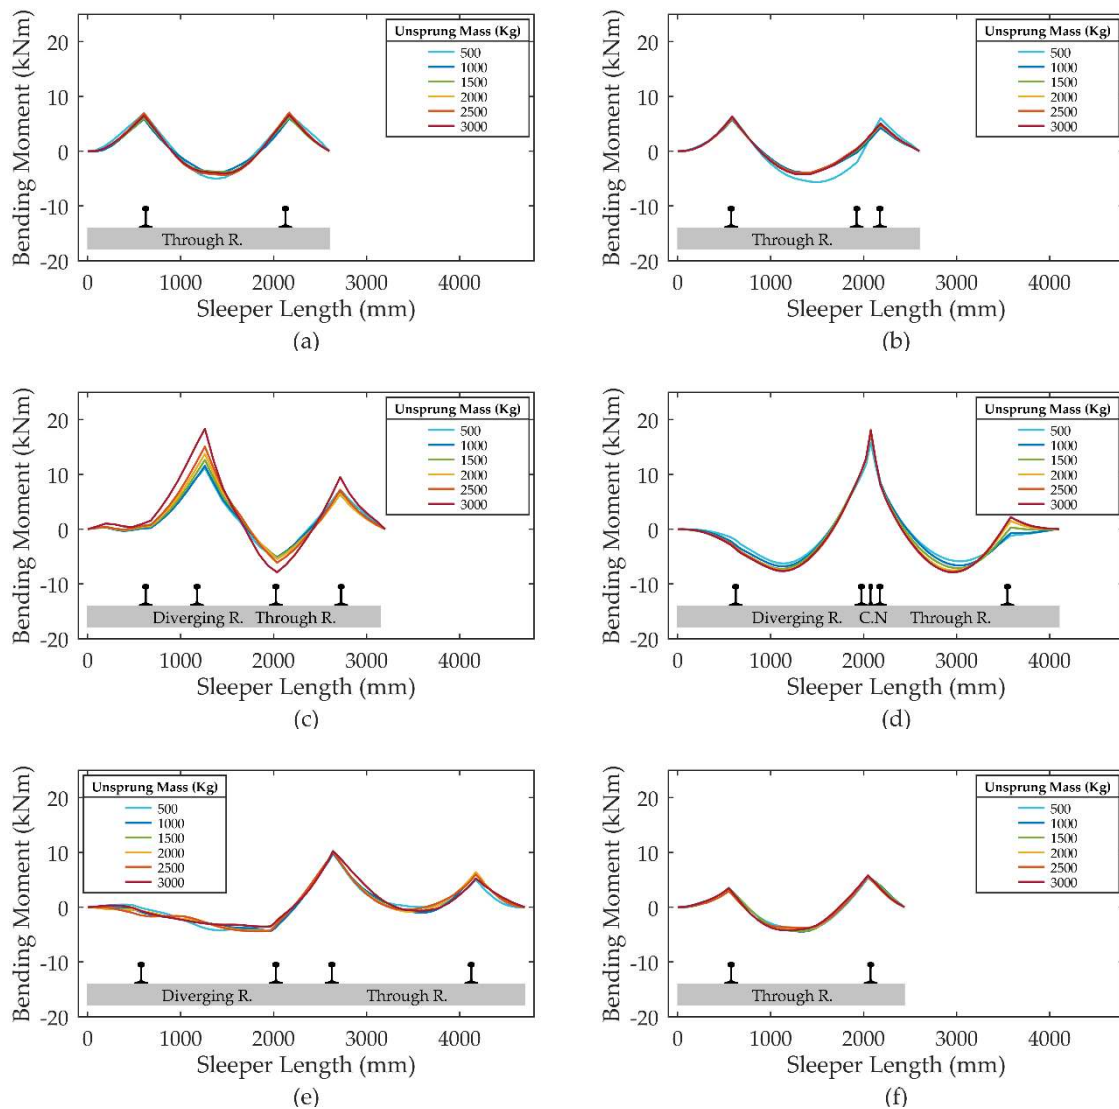 Bending Moment (kNm)
20
10
0
-10
-20
Unsprung Mass (Kg)
500
1000
1500
2000
2500
3000
Through R.
0 1000 2000 3000 4000
Sleeper Length (mm)
(a)
Bending Moment (kNm)
20
10
0
-10
-20
Unsprung Mass (Kg)
500
1000
1500
2000
2500
3000
Through R.
0 1000 2000 3000 4000
Sleeper Length (mm)
(b)
Bending Moment (kNm)
20
10
0
-10
-20
Unsprung Mass (Kg)
500
1000
1500
2000
2500
3000
Diverging R. Through R.
0 1000 2000 3000 4000
Sleeper Length (mm)
(c)
Bending Moment (kNm)
20
10
0
-10
-20
Unsprung Mass (Kg)
500
1000
1500
2000
2500
3000
Diverging R. C.N Through R.
0 1000 2000 3000 4000
Sleeper Length (mm)
(d)
Bending Moment (kNm)
20
10
0
-10
-20
Unsprung Mass (Kg)
500
1000
1500
2000
2500
3000
Diverging R. Through R.
0 1000 2000 3000 4000
Sleeper Length (mm)
(e)
Bending Moment (kNm)
20
10
0
-10
-20
Unsprung Mass (Kg)
500
1000
1500
2000
2500
3000
Through R.
0 1000 2000 3000 4000
Sleeper Length (mm)
(f)